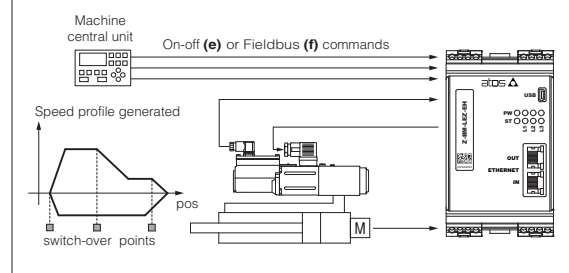 Machine
central unit
On-off (e) or Fieldbus (f) commands
atos
USB
Speed profile generated
Z-BM-LEZ-EH
PW
ST
L1 L2 L3
OUT
ETHERNET
IN
pos
M
switch-over points